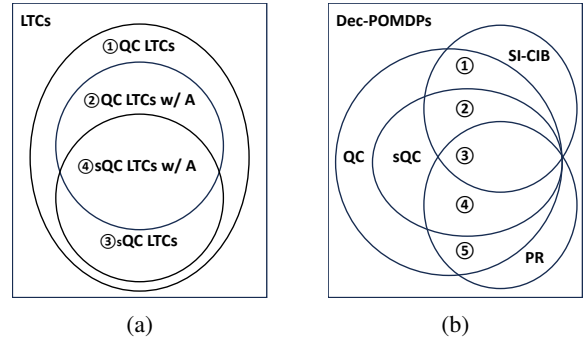 LTCs
①QC LTCs
②QC LTCs w/ A
④sQC LTCs w/ A
③sQC LTCs
(a)
Dec-POMDPs
SI-CIB
①
②
QC
sQC
③
④
⑤
PR
(b)